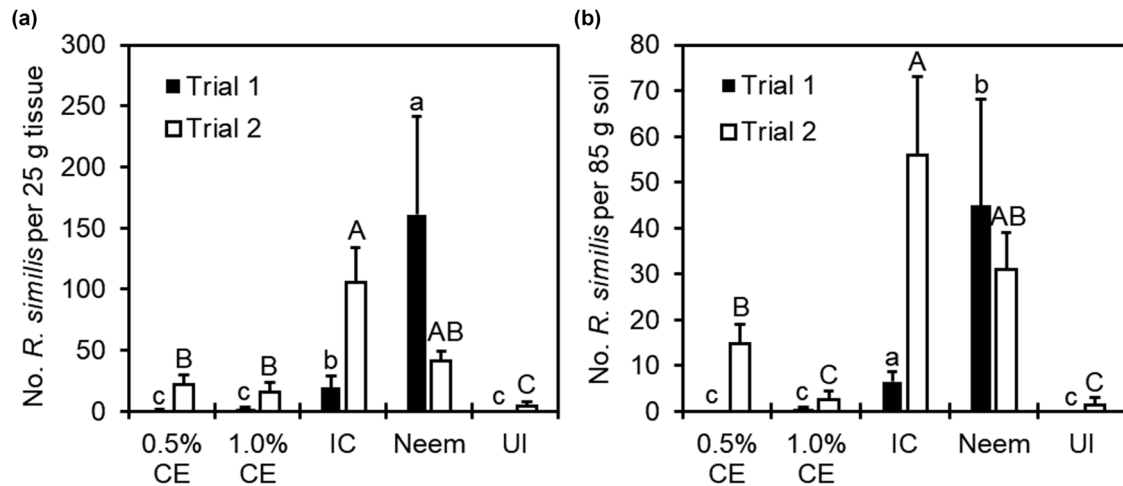 (a)
No. R. similis per 25 g tissue
300
250
200
150
100
50
0
Trial 1
Trial 2
c
B
c
B
b
A
a
AB
c
C
0.5% CE
1.0% CE
IC
Neem
UI
(b)
No. R. similis per 85 g soil
80
70
60
50
40
30
20
10
0
Trial 1
Trial 2
c
B
c
C
a
A
b
AB
c
C
0.5% CE
1.0% CE
IC
Neem
UI